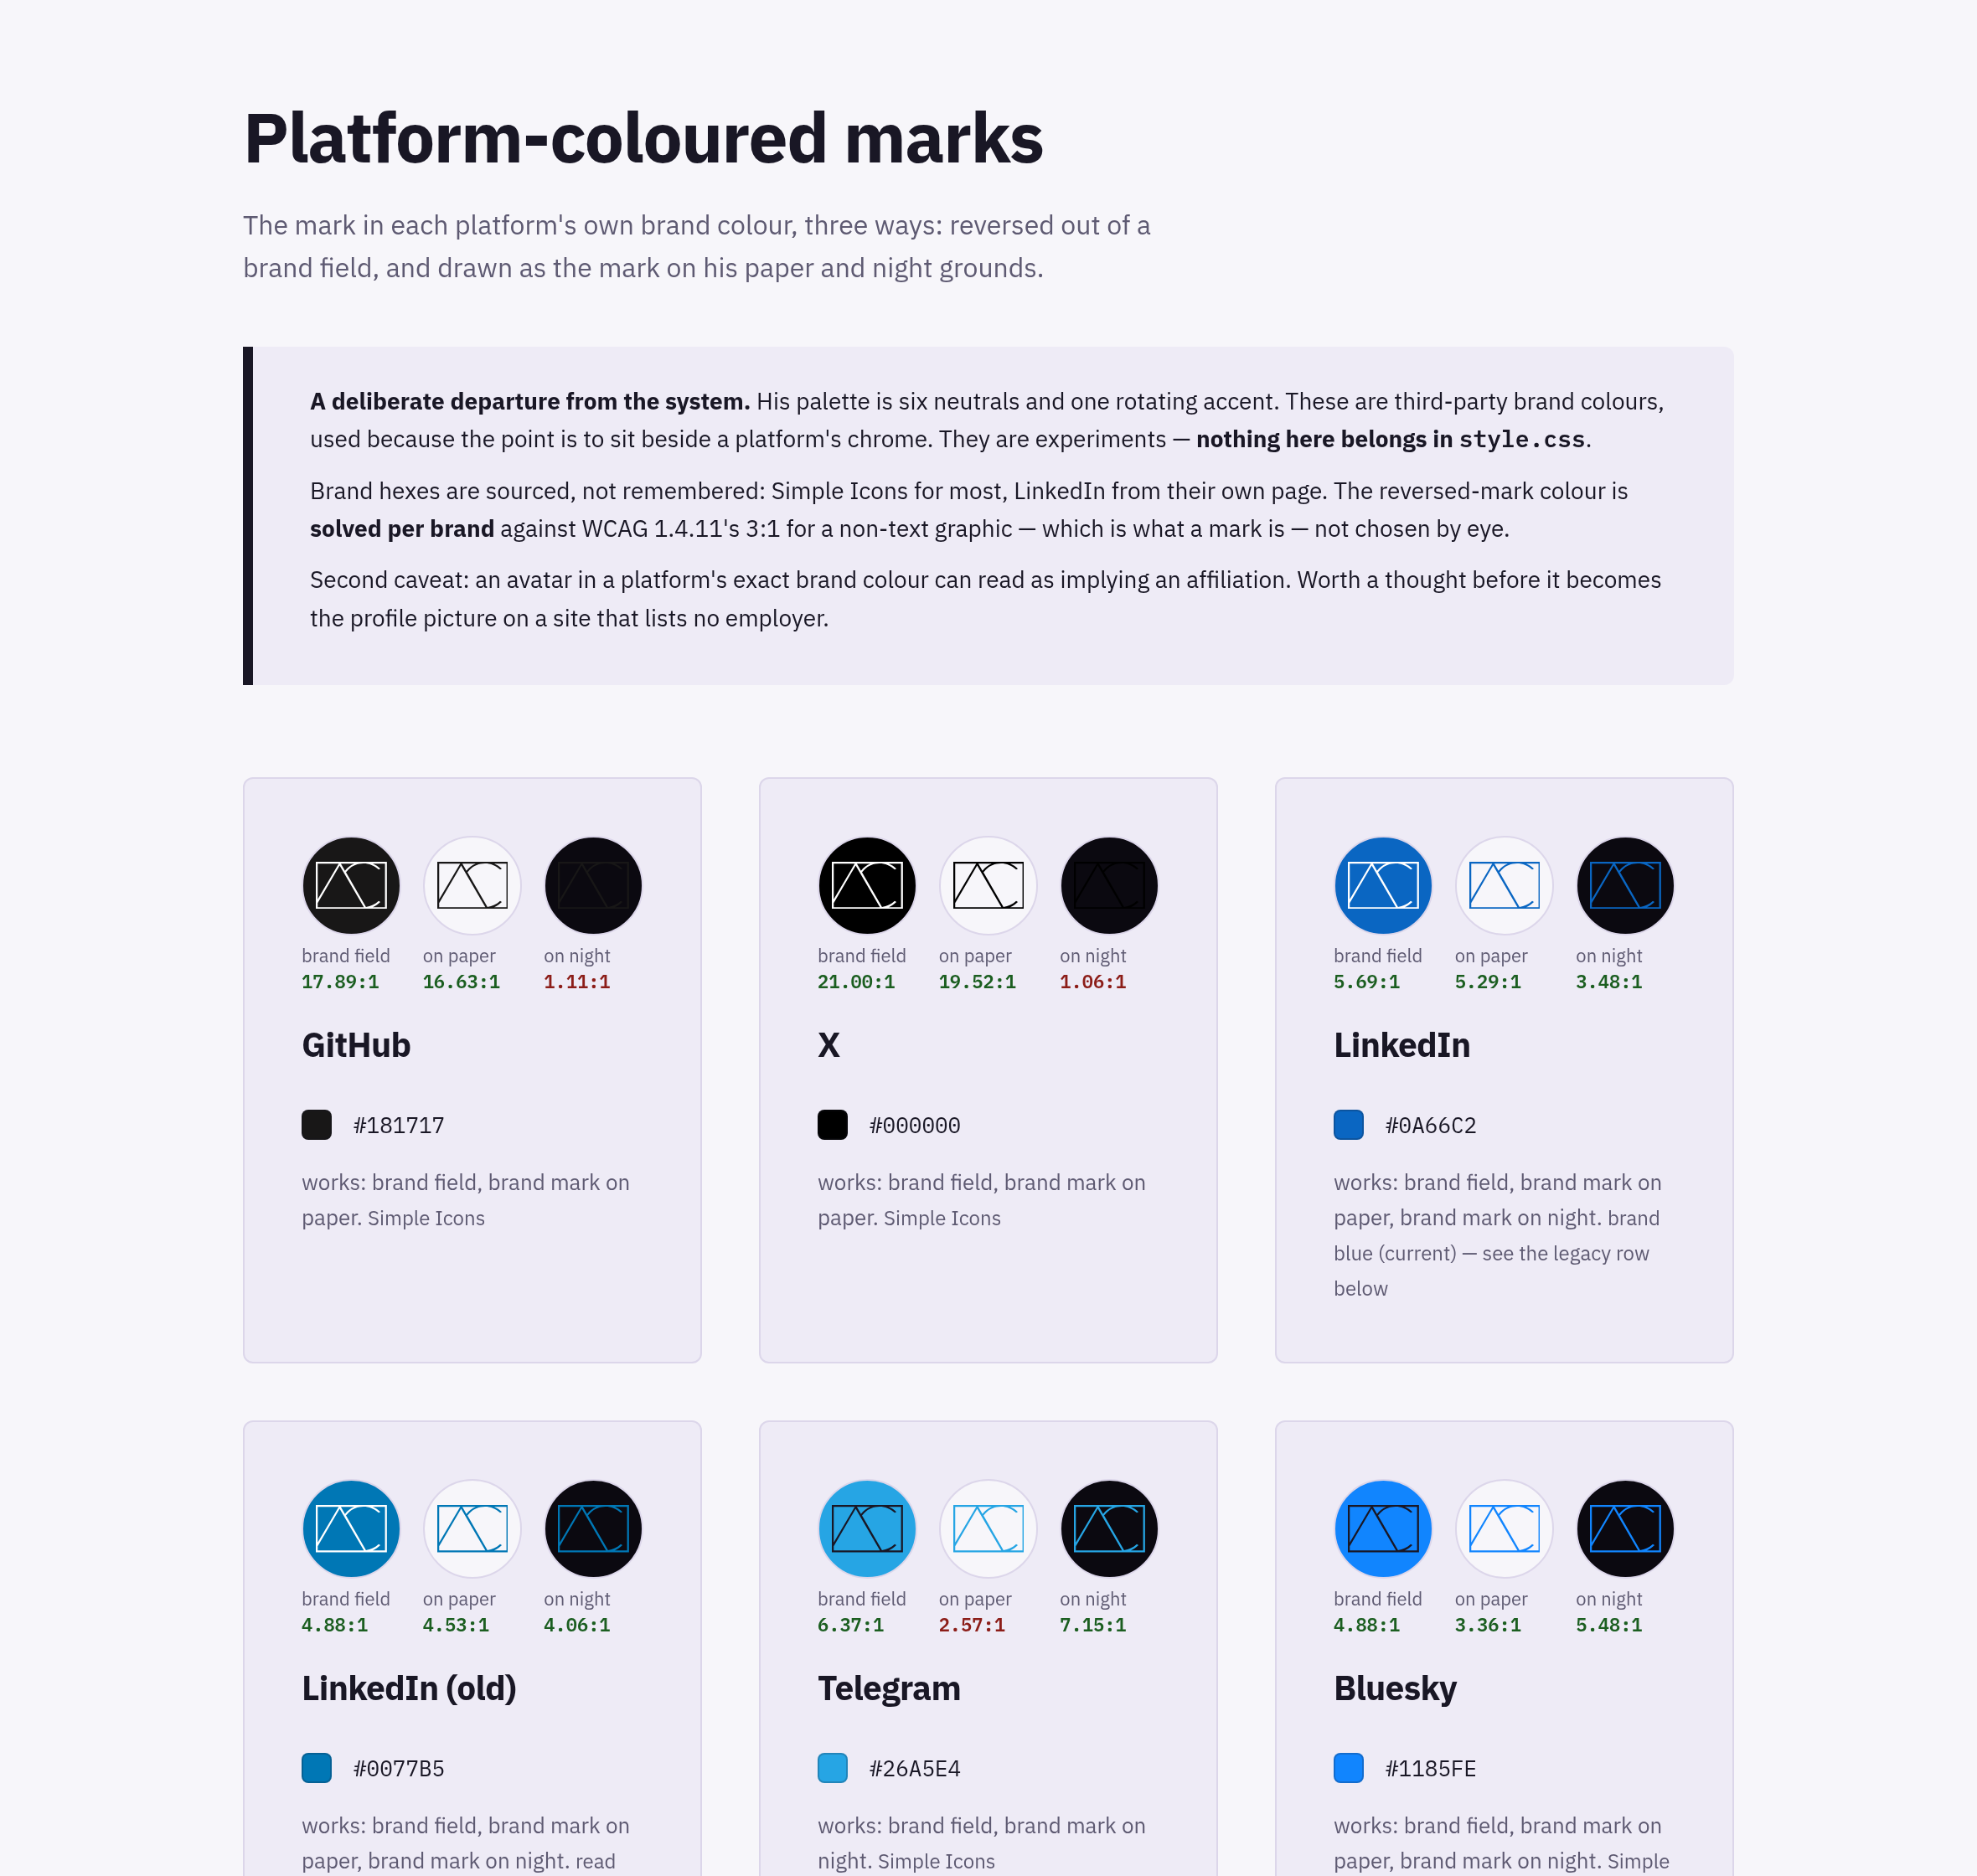 Platform-coloured marks
The mark in each platform's own brand colour, three ways: reversed out of a
brand field, and drawn as the mark on his paper and night grounds.
A deliberate departure from the system. His palette is six neutrals and one rotating accent. These are third-party brand colours,
used because the point is to sit beside a platform's chrome. They are experiments — nothing here belongs in style.css.
Brand hexes are sourced, not remembered: Simple Icons for most, LinkedIn from their own page. The reversed-mark colour is
solved per brand against WCAG 1.4.11's 3:1 for a non-text graphic — which is what a mark is — not chosen by eye.
Second caveat: an avatar in a platform's exact brand colour can read as implying an affiliation. Worth a thought before it becomes
the profile picture on a site that lists no employer.
brand field on paper on night
17.89:1 16.63:1 1.11:1
GitHub
#181717
works: brand field, brand mark on
paper. Simple Icons
brand field on paper on night
21.00:1 19.52:1 1.06:1
X
#000000
works: brand field, brand mark on
paper. Simple Icons
brand field on paper on night
5.69:1 5.29:1 3.48:1
LinkedIn
#0A66C2
works: brand field, brand mark on
paper, brand mark on night. brand
blue (current) — see the legacy row
below
brand field on paper on night
4.88:1 4.53:1 4.06:1
LinkedIn (old)
#0077B5
works: brand field, brand mark on
paper, brand mark on night. read
brand field on paper on night
6.37:1 2.57:1 7.15:1
Telegram
#26A5E4
works: brand field, brand mark on
night. Simple Icons
brand field on paper on night
4.88:1 3.36:1 5.48:1
Bluesky
#1185FE
works: brand field, brand mark on
paper, brand mark on night. Simple